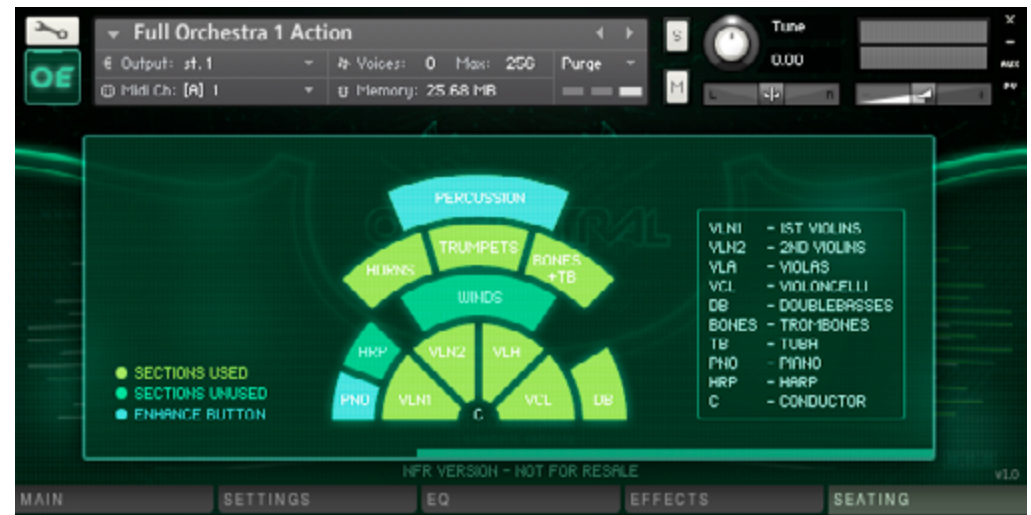 Full Orchestra 1 Action
Output: st.1
Voices: 0 Max: 256
Purge
Midi Ch: [A] 1
Memory: 25.68 MB
S
M
Tune
0.00
L R
X
AUX
PV
OE
PERCUSSION
HORNS
TRUMPETS
BONES
+TB
WINDS
HRP
VLN2
VLA
PNO
VLN1
C
VCL
DB
SECTIONS USED
SECTIONS UNUSED
ENHANCE BUTTON
VLN1 - 1ST VIOLINS
VLN2 - 2ND VIOLINS
VLA - VIOLAS
VCL - VIOLONCELLI
DB - DOUBLEBASSES
BONES - TROMBONES
TB - TUBA
PNO - PIANO
HRP - HARP
C - CONDUCTOR
NFR VERSION - NOT FOR RESALE
v1.0
MAIN
SETTINGS
EQ
EFFECTS
SEATING